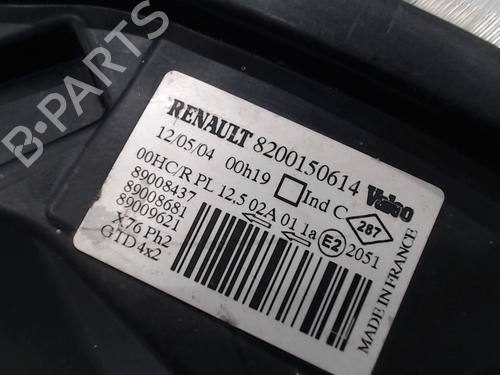 B-PARTS
RENAULT 8200150614 Valeo
12/05/04 00h19 Ind C 287
00HC/R PL 12.5 02A 01 1a E2 2051
89008437
89008681
89009621
X76 Ph2
GTD 4x2
MADE IN FRANCE